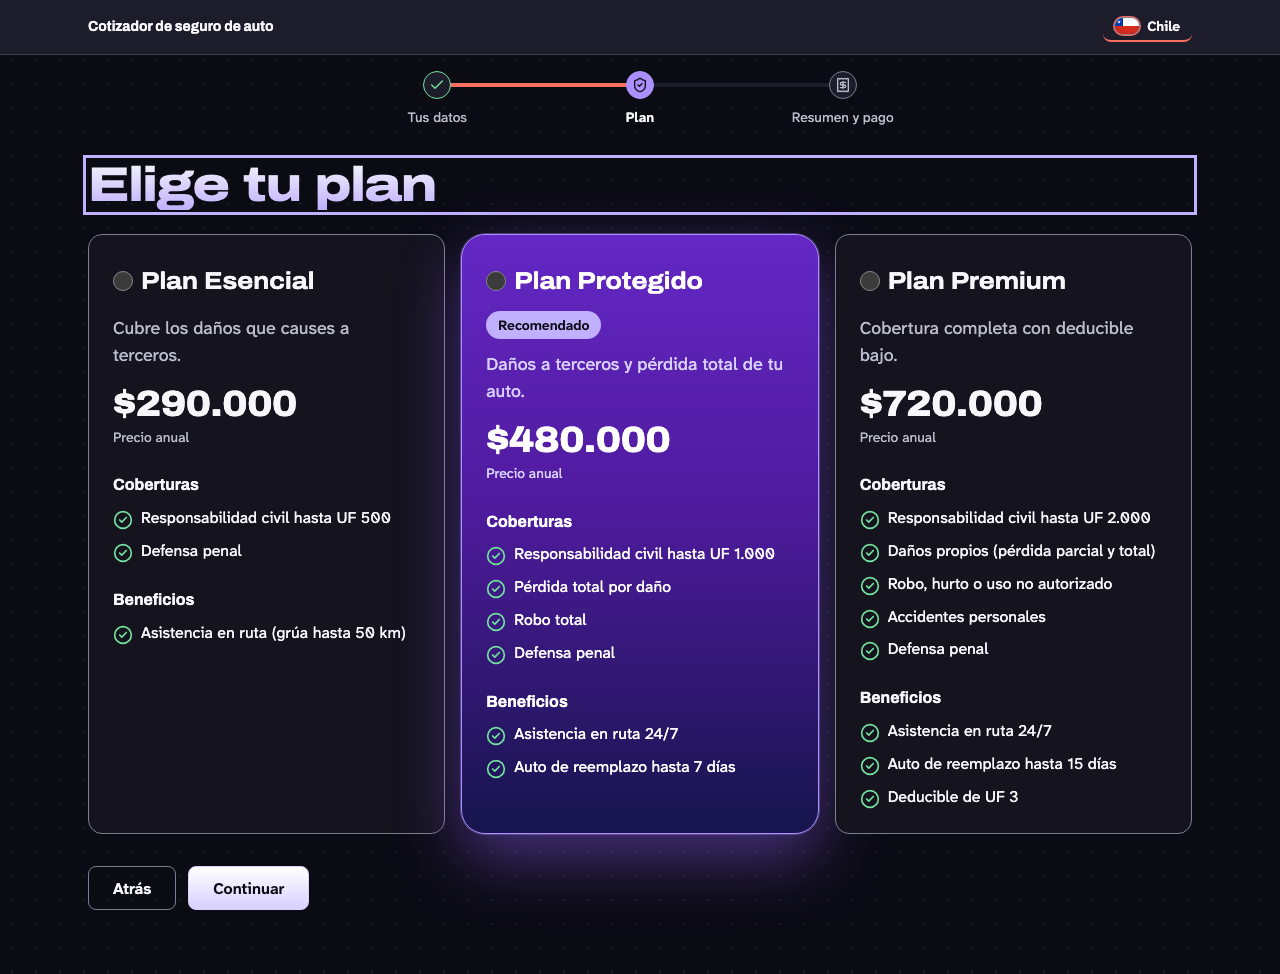 Cotizador de seguro de auto
Chile
Tus datos
Plan
Resumen y pago
Elige tu plan
Plan Esencial
Cubre los daños que causes a
terceros.
$290.000
Precio anual
Coberturas
Responsabilidad civil hasta UF 500
Defensa penal
Beneficios
Asistencia en ruta (grúa hasta 50 km)
Plan Protegido
Recomendado
Daños a terceros y pérdida total de tu
auto.
$480.000
Precio anual
Coberturas
Responsabilidad civil hasta UF 1.000
Pérdida total por daño
Robo total
Defensa penal
Beneficios
Asistencia en ruta 24/7
Auto de reemplazo hasta 7 días
Plan Premium
Cobertura completa con deducible
bajo.
$720.000
Precio anual
Coberturas
Responsabilidad civil hasta UF 2.000
Daños propios (pérdida parcial y total)
Robo, hurto o uso no autorizado
Accidentes personales
Defensa penal
Beneficios
Asistencia en ruta 24/7
Auto de reemplazo hasta 15 días
Deducible de UF 3
Atrás
Continuar